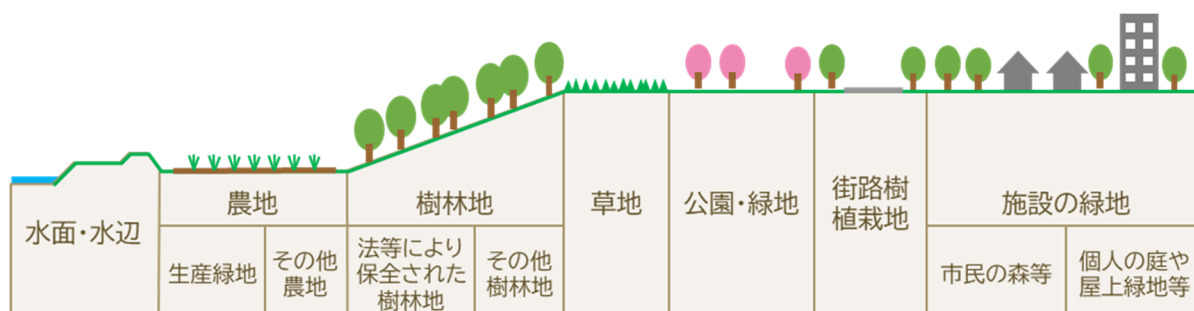 水面・水辺
農地
生産緑地
その他
農地
樹林地
法等により
保全された
樹林地
その他
樹林地
草地
公園・緑地
街路樹
植栽地
施設の緑地
市民の森等
個人の庭や
屋上緑地等